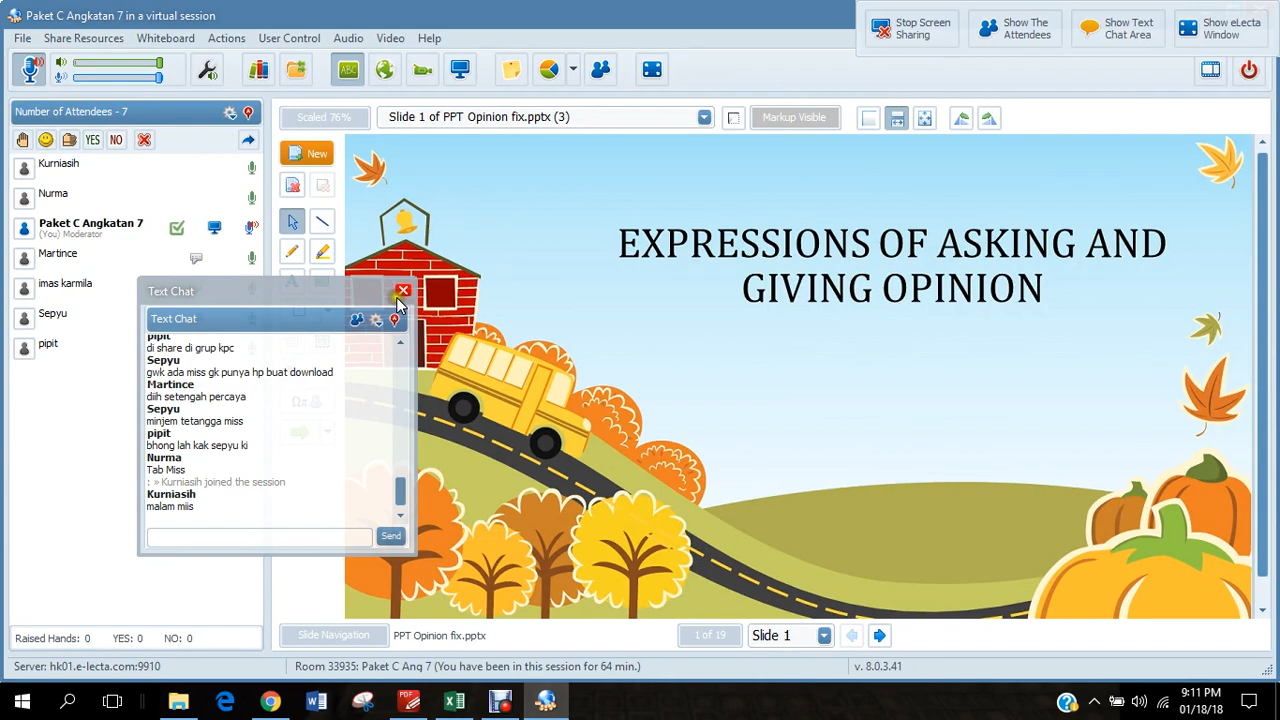 Paket C Angkatan 7 in a virtual session
Stop Screen Sharing
Show The Attendees
Show Text Chat Area
Show eLecta Window
File Share Resources Whiteboard Actions User Control Audio Video Help
ABC
Number of Attendees - 7
YES NO
Kurniasih
Nurma
Paket C Angkatan 7
(You) Moderator
Martince
imas karmila
Sepyu
pipit
Scaled 76%
Slide 1 of PPT Opinion fix.pptx (3)
Markup Visible
New
EXPRESSIONS OF ASKING AND
GIVING OPINION
Text Chat
Text Chat
pipit
di share di grup kpc
Sepyu
gwk ada miss gk punya hp buat download
Martince
diih setengah percaya
Sepyu
minjem tetangga miss
pipit
bhong lah kak sepyu ki
Nurma
Tab Miss
: » Kurniasih joined the session
Kurniasih
malam miis
Send
Raised Hands: 0 YES: 0 NO: 0
Slide Navigation
PPT Opinion fix.pptx
1 of 19
Slide 1
Server: hk01.e-lecta.com:9910
Room 33935: Paket C Ang 7 (You have been in this session for 64 min.)
v. 8.0.3.41
PDF
9:11 PM
01/18/18